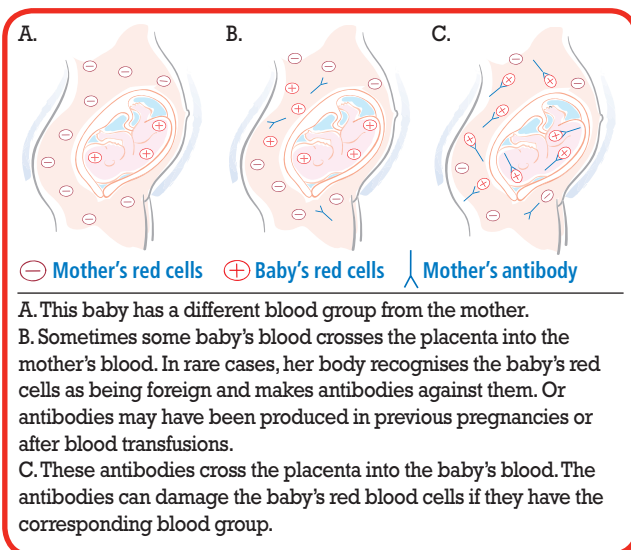 A.
B.
C.
Mother's red cells
Baby's red cells
Mother's antibody
A. This baby has a different blood group from the mother.
B. Sometimes some baby's blood crosses the placenta into the
mother's blood. In rare cases, her body recognises the baby's red
cells as being foreign and makes antibodies against them. Or
antibodies may have been produced in previous pregnancies or
after blood transfusions.
C. These antibodies cross the placenta into the baby's blood. The
antibodies can damage the baby's red blood cells if they have the
corresponding blood group.